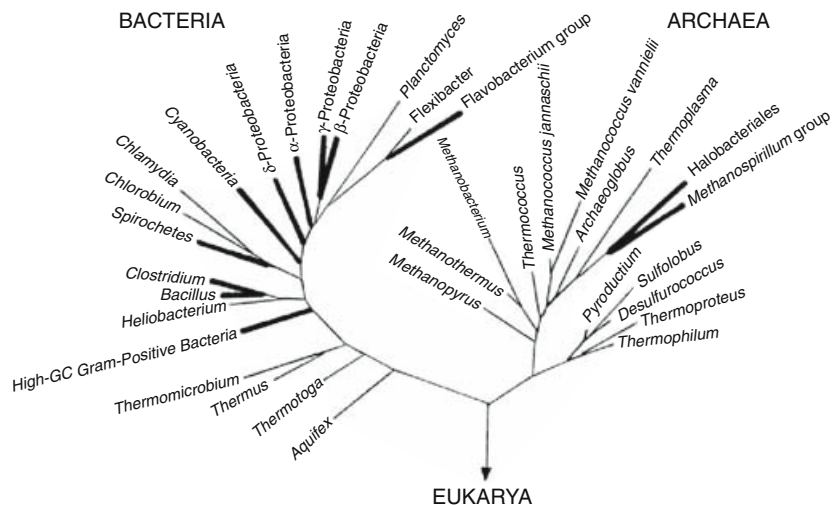 BACTERIA
ARCHAEA
Planctomyces
Flexibacter
Flavobacterium group
β-Proteobacteria
γ-Proteobacteria
α-Proteobacteria
δ-Proteobacteria
Cyanobacteria
Chlamydia
Chlorobium
Spirochetes
Clostridium
Bacillus
Heliobacterium
High-GC Gram-Positive Bacteria
Thermomicrobium
Thermus
Thermotoga
Aquifex
Methanopyrus
Methanothermus
Methanobacterium
Thermococcus
Methanococcus jannaschii
Methanococcus vannielii
Archaeoglobus
Thermoplasma
Halobacteriales
Methanospirillum group
Pyroductium
Sulfolobus
Desulfurococcus
Thermoproteus
Thermophilum
EUKARYA